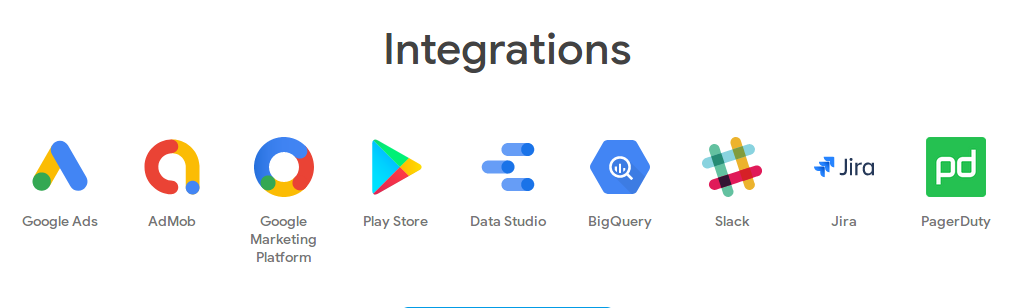 Integrations
Jira
pd
Google Ads
AdMob
Google
Marketing
Platform
Play Store
Data Studio
BigQuery
Slack
Jira
PagerDuty